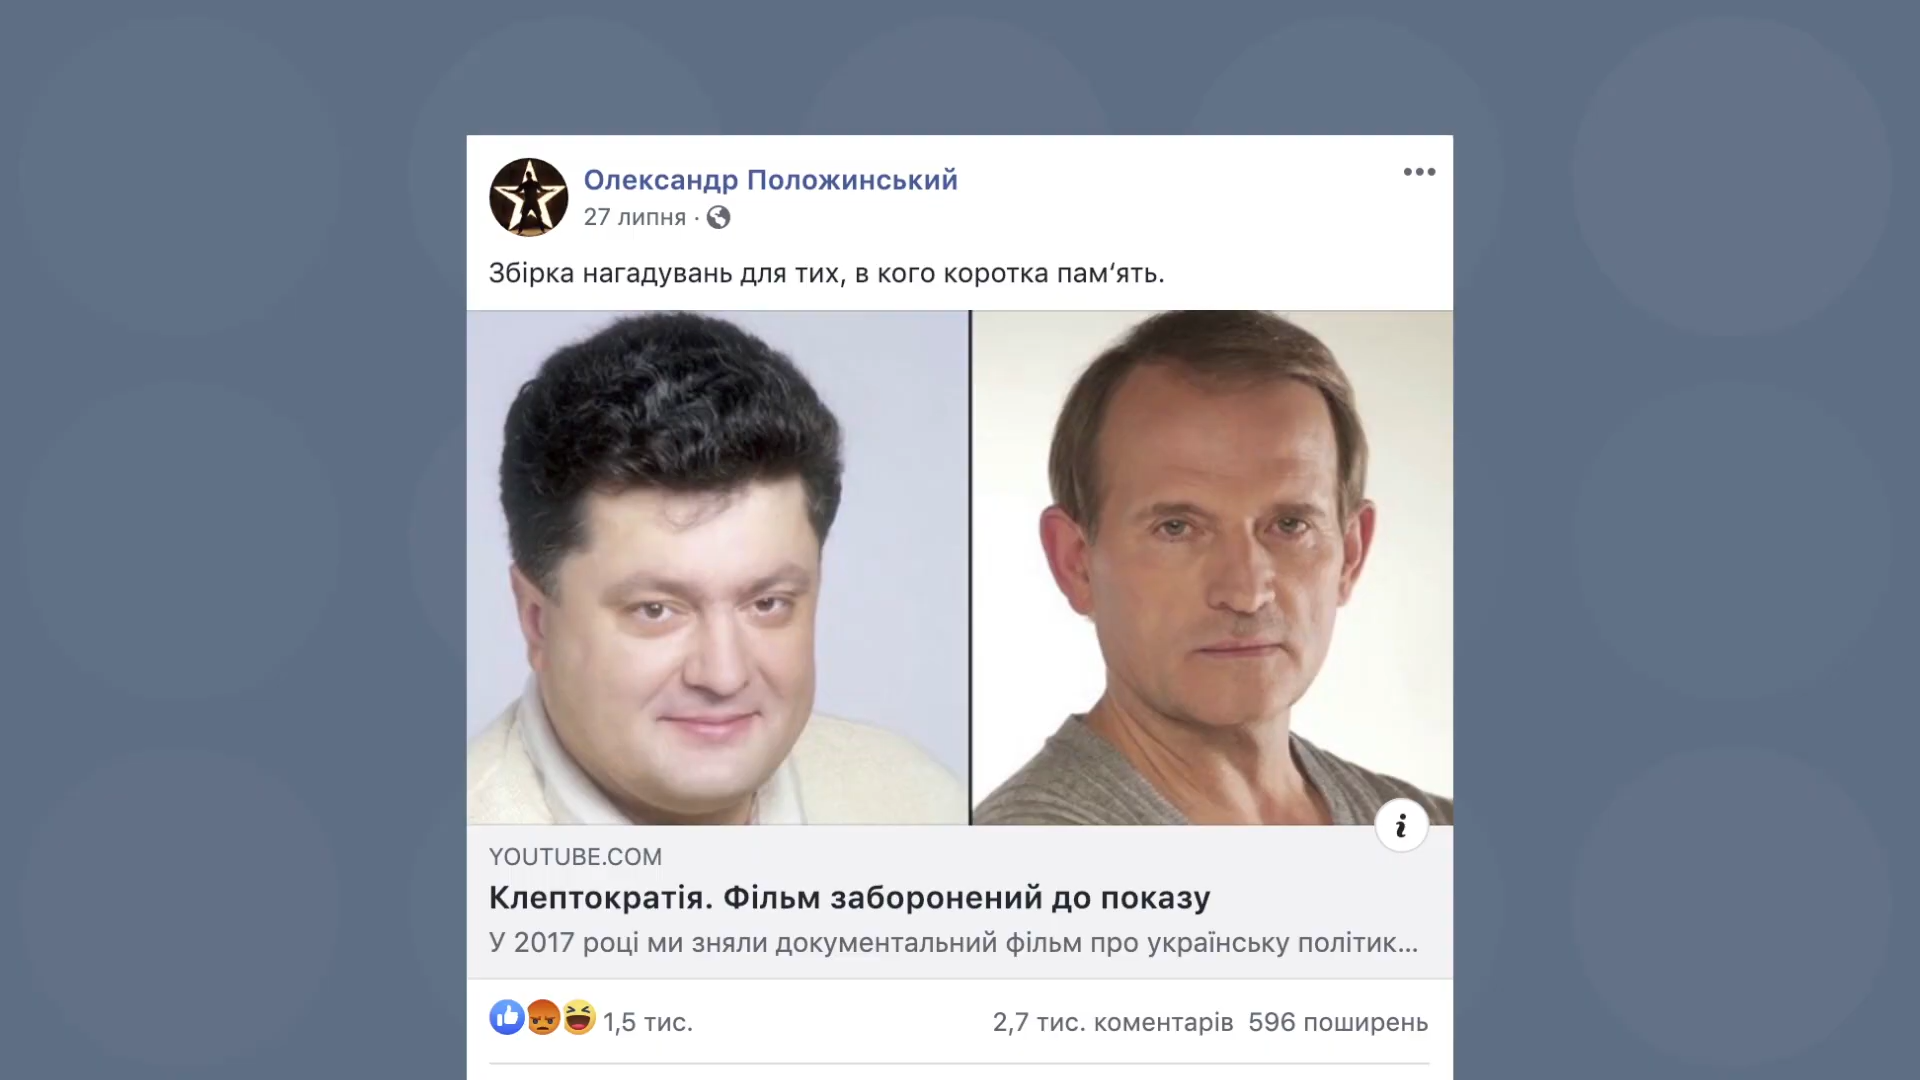 Олександр Положинський
27 липня ·
Збірка нагадувань для тих, в кого коротка пам‘ять.
YOUTUBE.COM
Клептократія. Фільм заборонений до показу
У 2017 році ми зняли документальний фільм про українську політик...
1,5 тис.
2,7 тис. коментарів 596 поширень